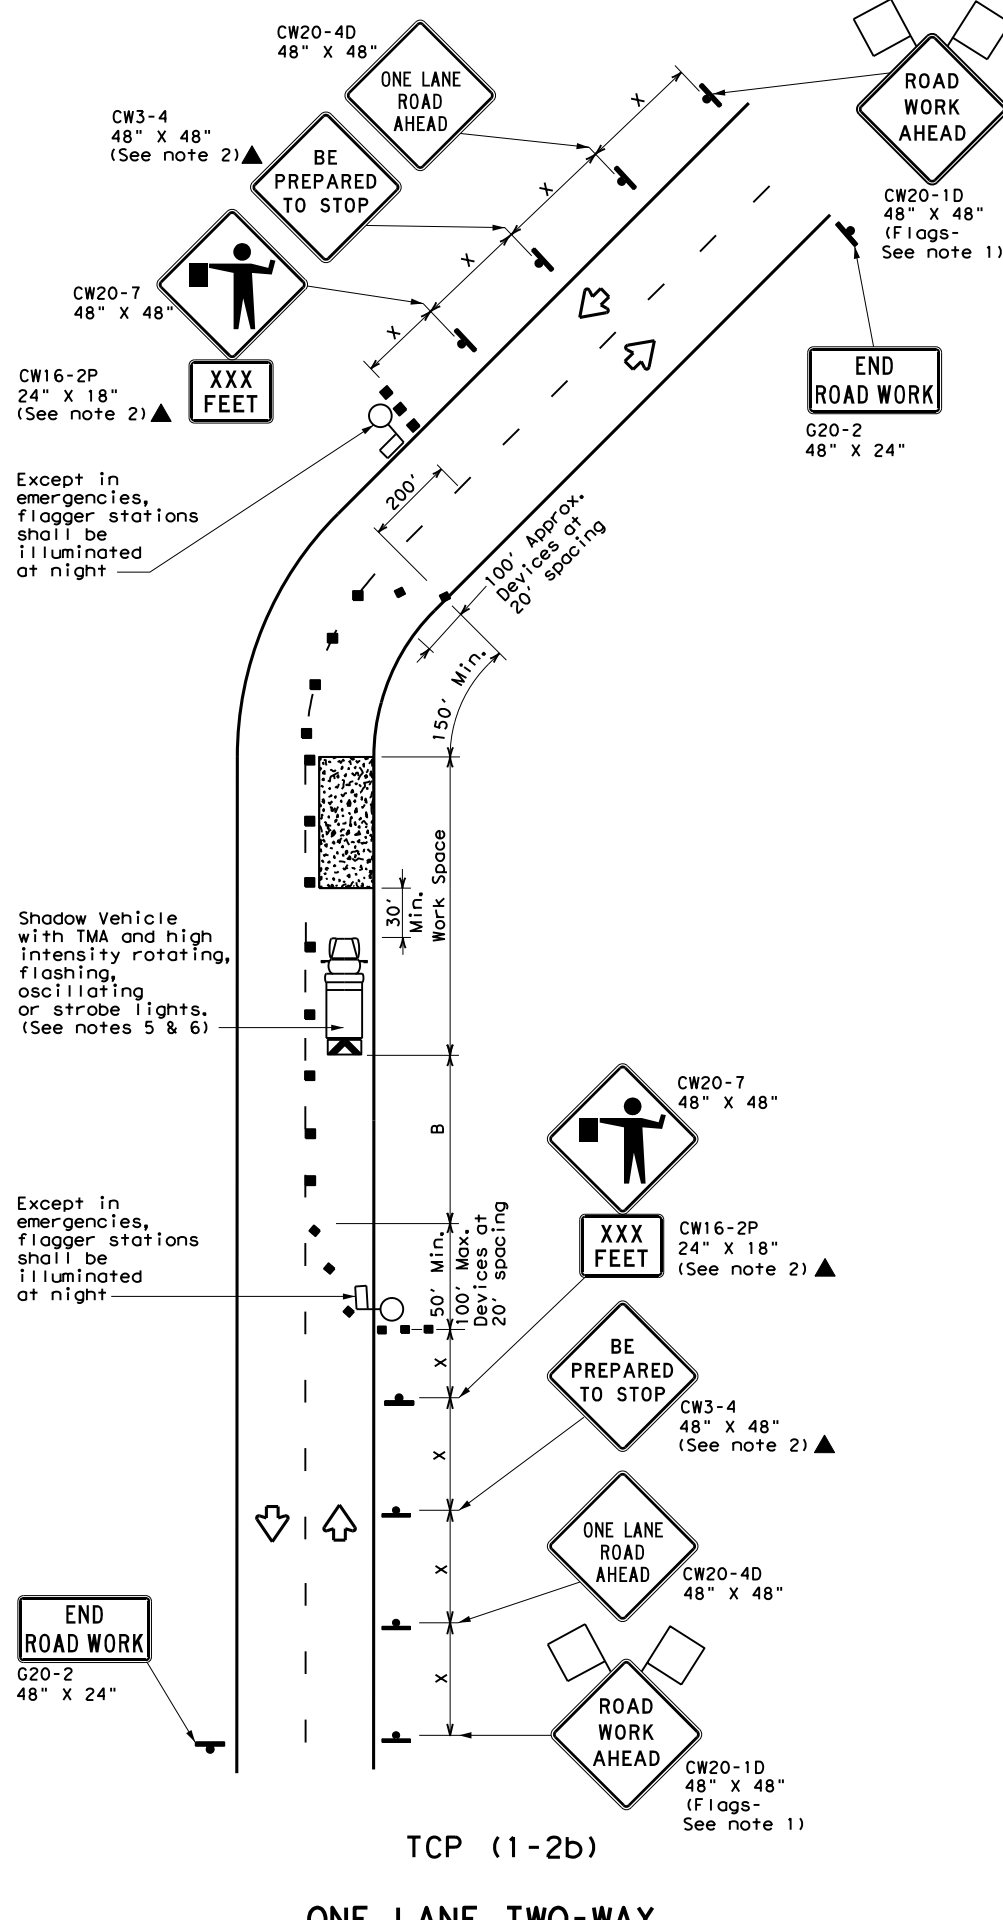 CW20-4D
48" X 48"
ONE LANE
ROAD
AHEAD
ROAD
WORK
AHEAD
CW20-1D
48" X 48"
(Flags-
See note 1)
CW3-4
48" X 48"
(See note 2)
BE
PREPARED
TO STOP
X
X
X
X
CW20-7
48" X 48"
CW16-2P
24" X 18"
(See note 2)
XXX
FEET
END
ROAD WORK
G20-2
48" X 24"
Except in
emergencies,
flagger stations
shall be
illuminated
at night
200'
100' Approx.
Devices at
20' spacing
150' Min.
Work Space
30'
Min.
Shadow Vehicle
with TMA and high
intensity rotating,
flashing,
oscillating
or strobe lights.
(See notes 5 & 6)
B
CW20-7
48" X 48"
XXX
FEET
CW16-2P
24" X 18"
(See note 2)
Except in
emergencies,
flagger stations
shall be
illuminated
at night
50' Min.
100' Max.
Devices at
20' spacing
X
BE
PREPARED
TO STOP
CW3-4
48" X 48"
(See note 2)
X
ONE LANE
ROAD
AHEAD
CW20-4D
48" X 48"
X
END
ROAD WORK
G20-2
48" X 24"
X
ROAD
WORK
AHEAD
CW20-1D
48" X 48"
(Flags-
See note 1)
TCP (1-2b)
ONE LANE TWO-WAY